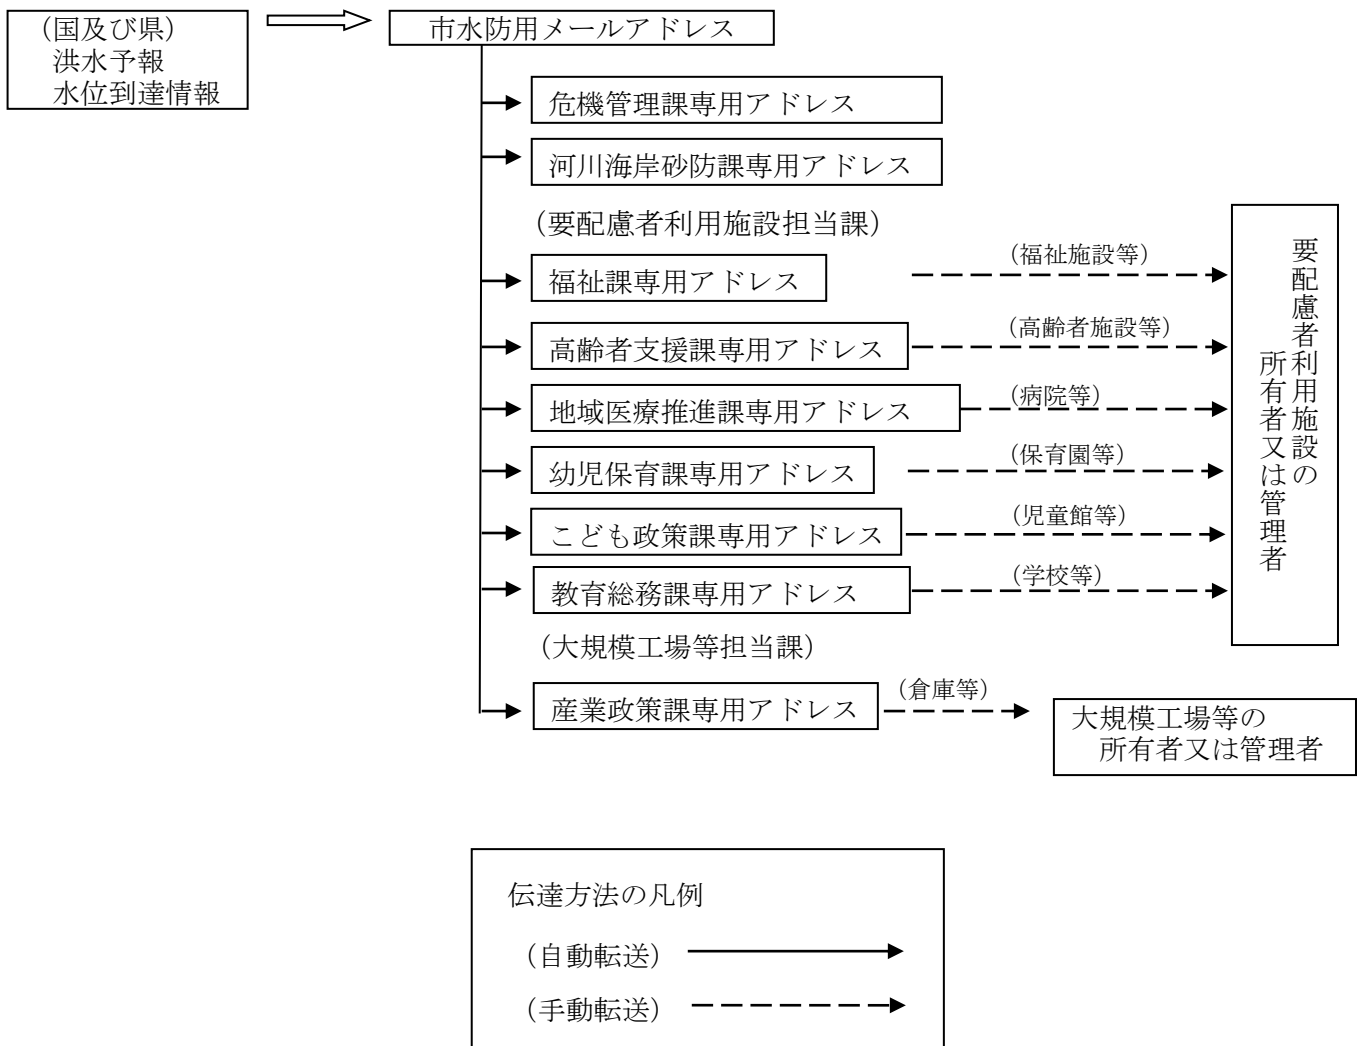 （国及び県）
洪水予報
水位到達情報
市水防用メールアドレス
危機管理課専用アドレス
河川海岸砂防課専用アドレス
（要配慮者利用施設担当課）
福祉課専用アドレス
（福祉施設等）
高齢者支援課専用アドレス
（高齢者施設等）
地域医療推進課専用アドレス
（病院等）
幼児保育課専用アドレス
（保育園等）
こども政策課専用アドレス
（児童館等）
教育総務課専用アドレス
（学校等）
要配慮者利用施設の
所有者又は管理者
（大規模工場等担当課）
産業政策課専用アドレス
（倉庫等）
大規模工場等の
所有者又は管理者
伝達方法の凡例
（自動転送）
（手動転送）